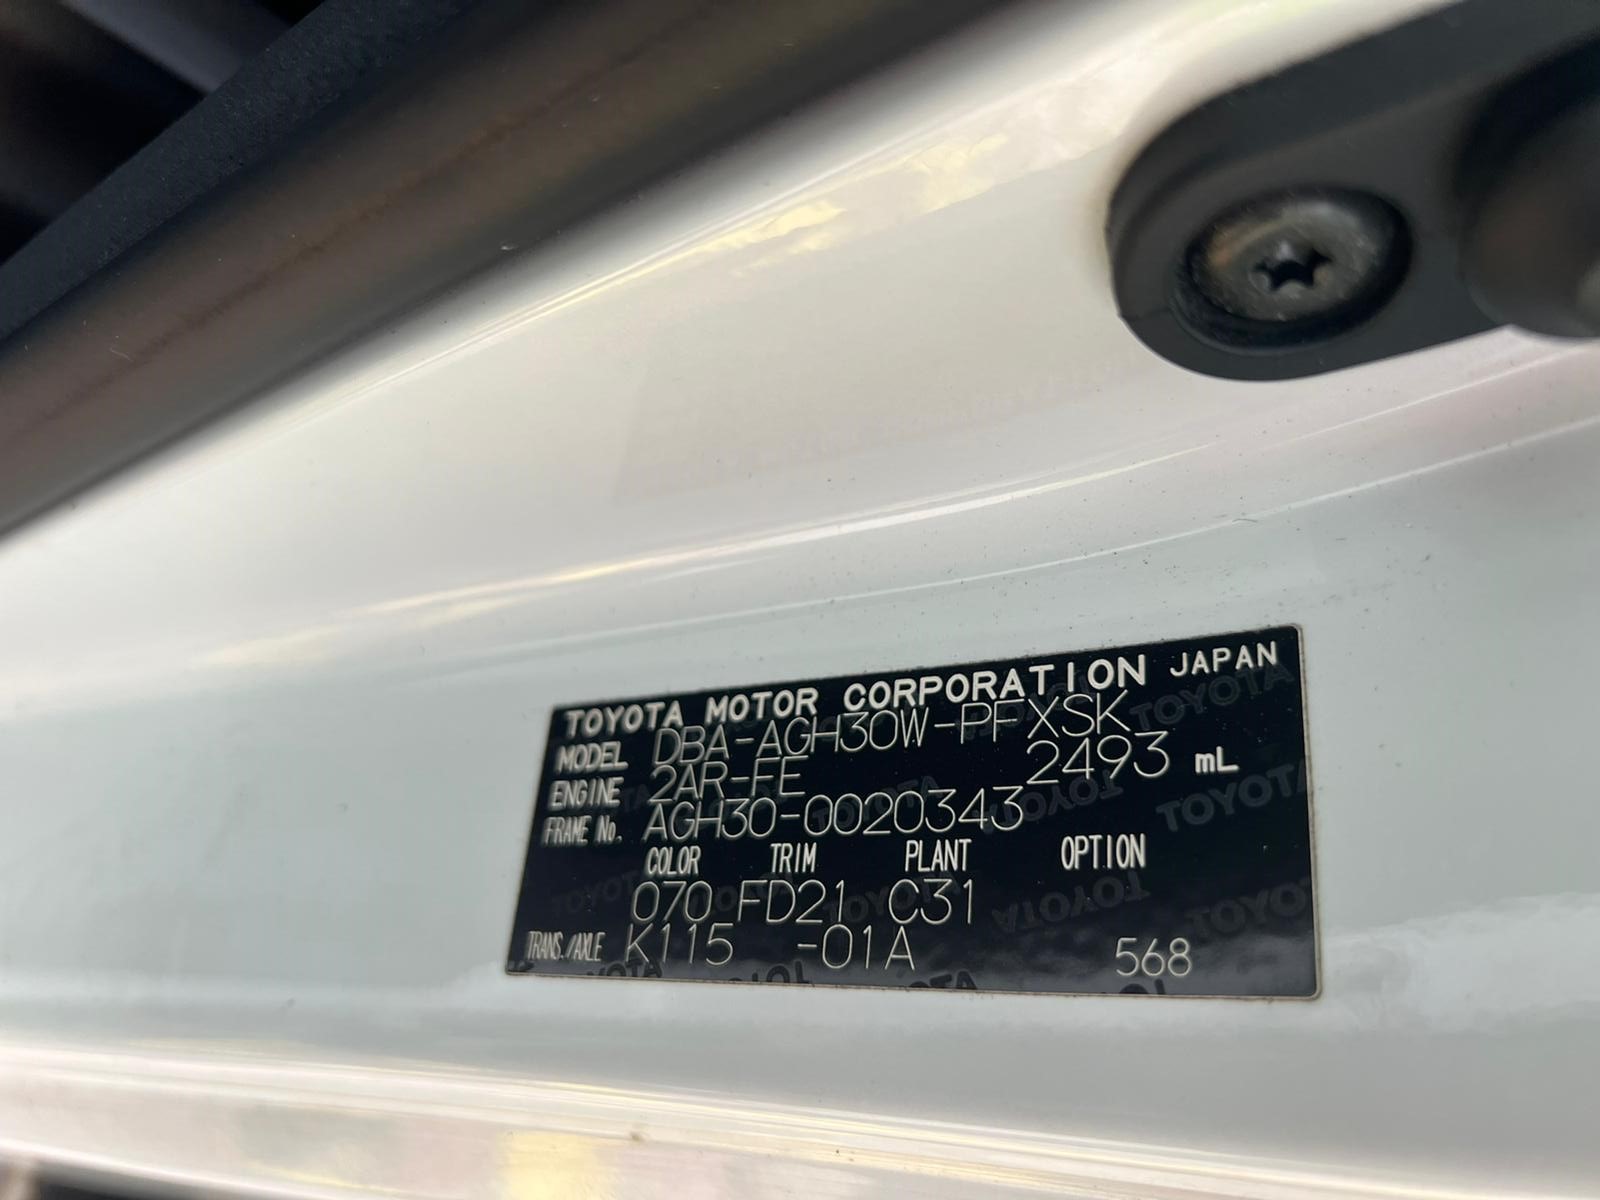 TOYOTA MOTOR CORPORATION JAPAN
MODEL DBA-AGH30W-PFXSK
ENGINE 2AR-FE 2493 mL
FRAME No. AGH30-0020343
COLOR TRIM PLANT OPTION
070 FD21 C31
TRANS./AXLE K115 -01A 568